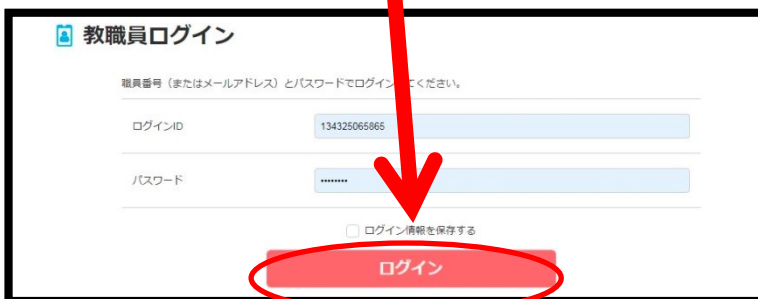 教職員ログイン
職員番号（またはメールアドレス）とパスワードでログイン てください。
ログインID
134325065865
パスワード
••••••••
ログイン情報を保存する
ログイン